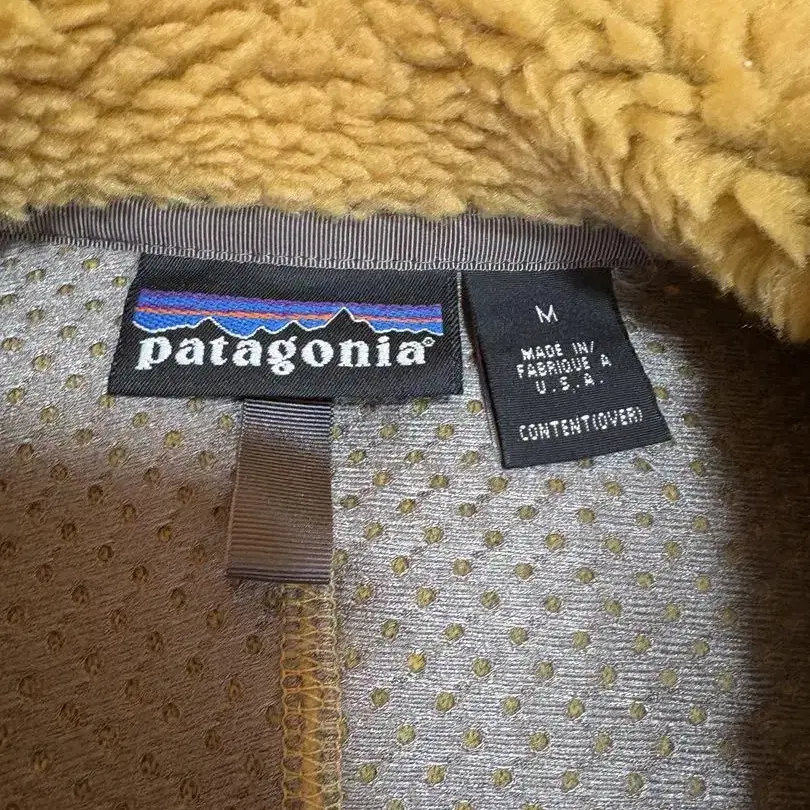 patagonia®
M
MADE IN/
FABRIQUE A
U.S.A.
CONTENT(OVER)